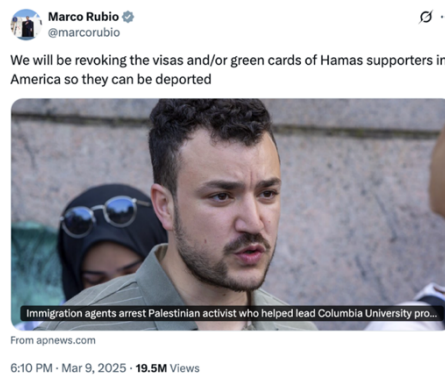 Marco Rubio
@marcorubio
We will be revoking the visas and/or green cards of Hamas supporters in
America so they can be deported
Immigration agents arrest Palestinian activist who helped lead Columbia University pro...
From apnews.com
6:10 PM · Mar 9, 2025 · 19.5M Views